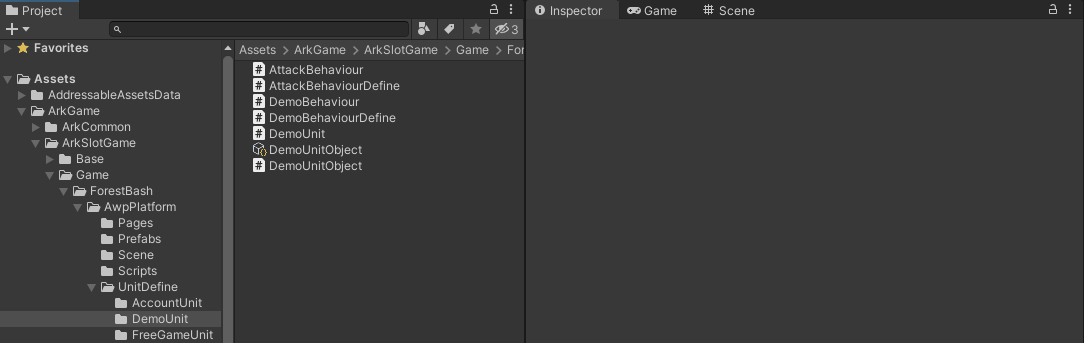 Project
Inspector
Game
Scene
3
Favorites
Assets
AddressableAssetsData
ArkGame
ArkCommon
ArkSlotGame
Base
Game
ForestBash
AwpPlatform
Pages
Prefabs
Scene
Scripts
UnitDefine
AccountUnit
DemoUnit
FreeGameUnit
Assets > ArkGame > ArkSlotGame > Game > For
AttackBehaviour
AttackBehaviourDefine
DemoBehaviour
DemoBehaviourDefine
DemoUnit
DemoUnitObject
DemoUnitObject